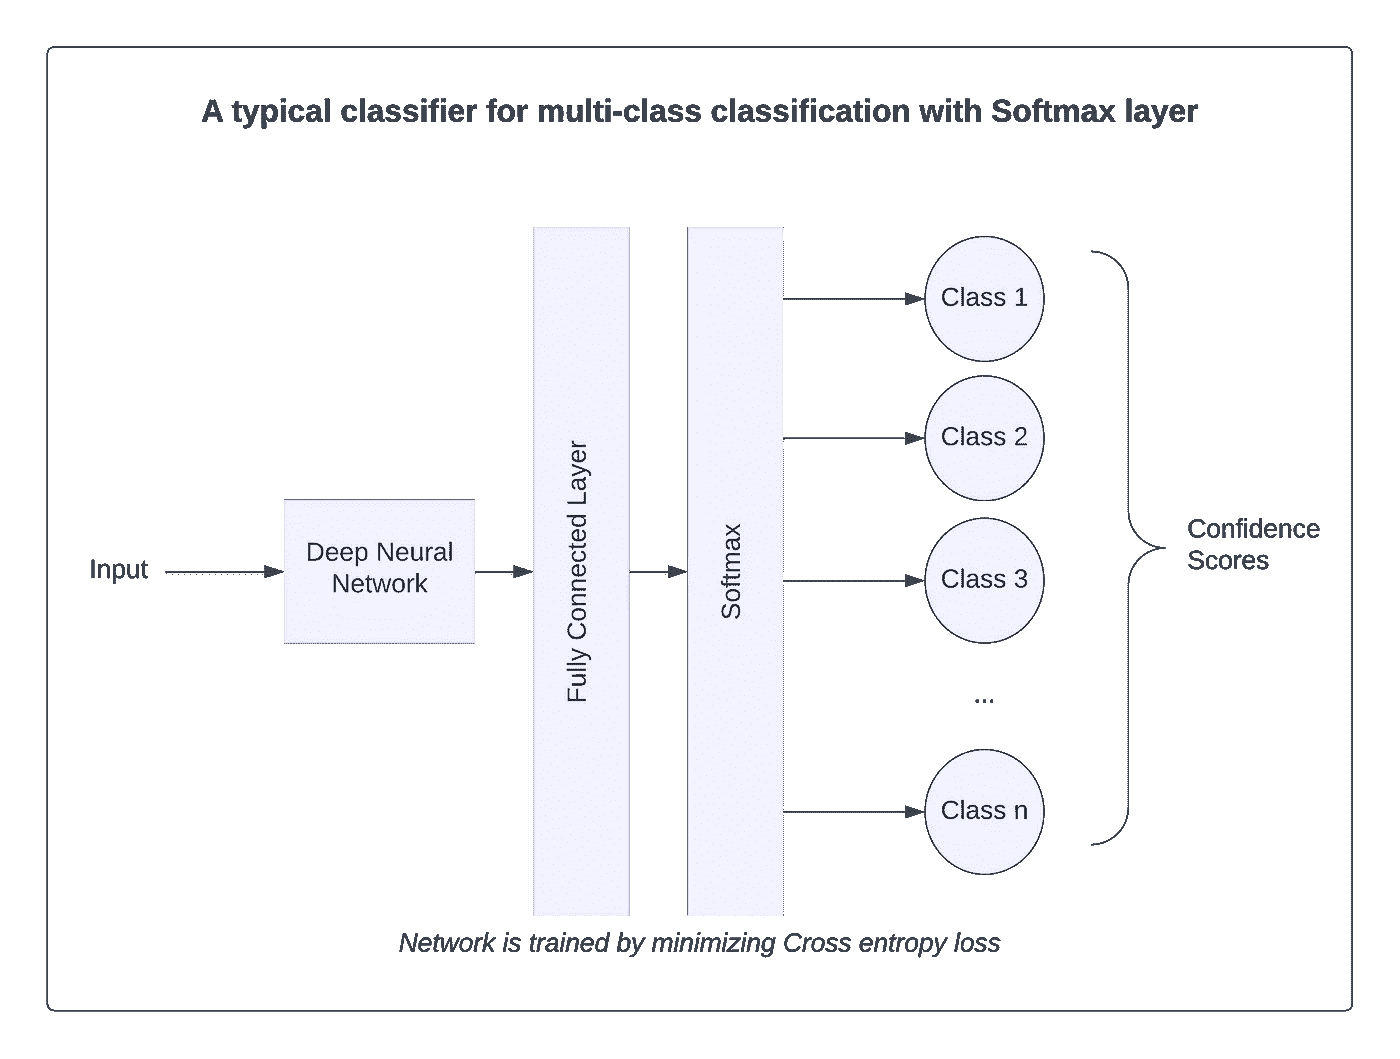 A typical classifier for multi-class classification with Softmax layer
Input
Deep Neural
Network
Fully Connected Layer
Softmax
Class 1
Class 2
Class 3
...
Class n
Confidence
Scores
Network is trained by minimizing Cross entropy loss